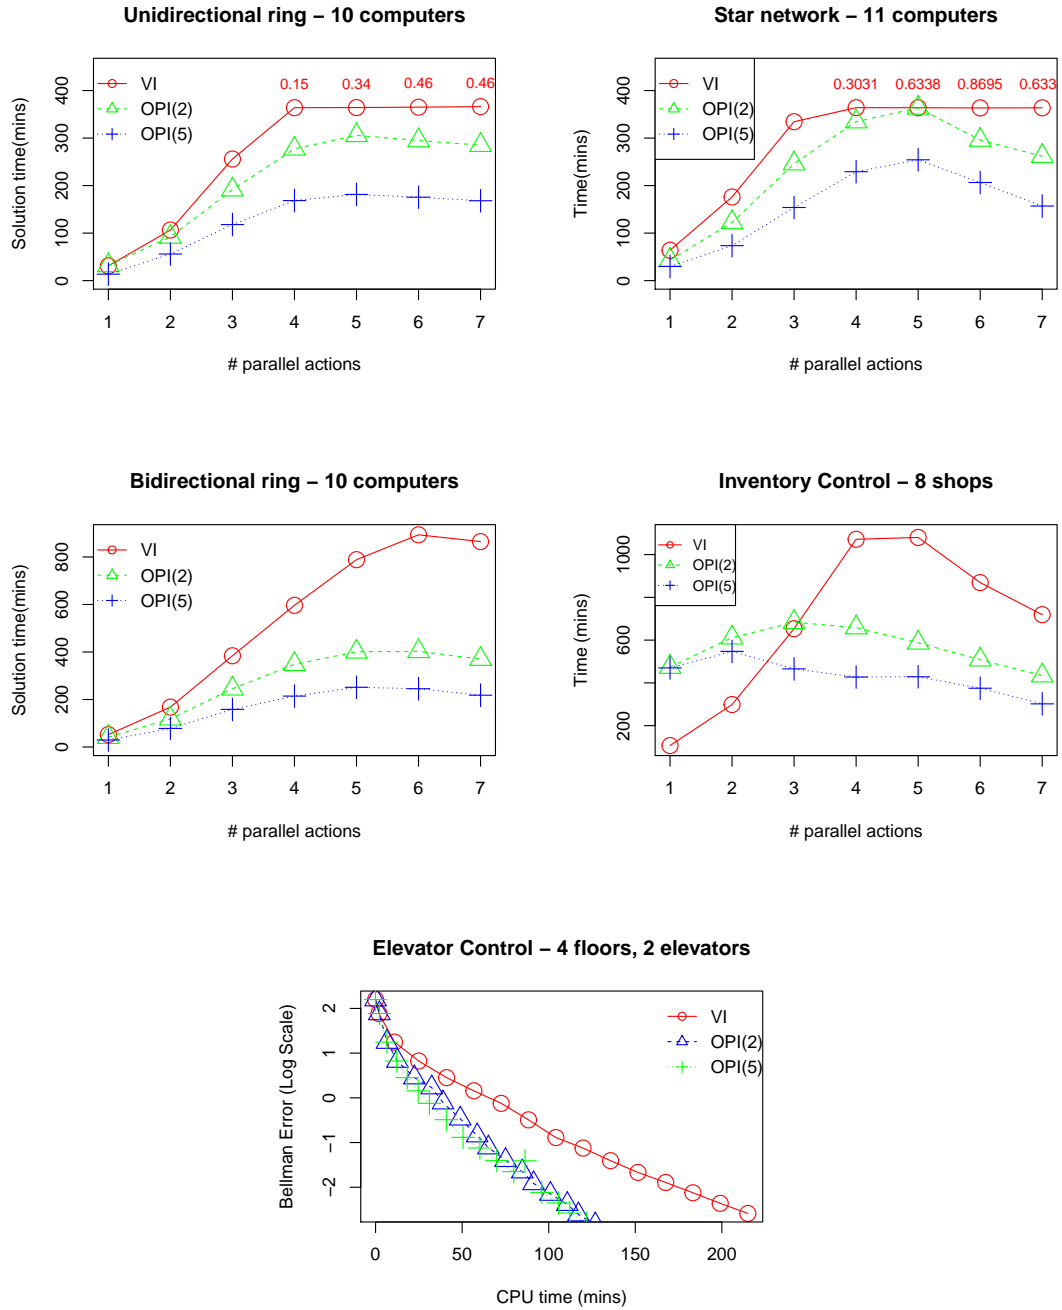 Unidirectional ring – 10 computers
Solution time(mins)
0 100 200 300 400
VI
OPI(2)
OPI(5)
0.15 0.34 0.46 0.46
1 2 3 4 5 6 7
# parallel actions
Star network – 11 computers
Time(mins)
0 100 200 300 400
VI
OPI(2)
OPI(5)
0.3031 0.6338 0.8695 0.633
1 2 3 4 5 6 7
# parallel actions
Bidirectional ring – 10 computers
Solution time(mins)
0 200 400 600 800
VI
OPI(2)
OPI(5)
1 2 3 4 5 6 7
# parallel actions
Inventory Control – 8 shops
Time (mins)
200 600 1000
VI
OPI(2)
OPI(5)
1 2 3 4 5 6 7
# parallel actions
Elevator Control – 4 floors, 2 elevators
Bellman Error (Log Scale)
−2 −1 0 1 2
VI
OPI(2)
OPI(5)
0 50 100 150 200
CPU time (mins)